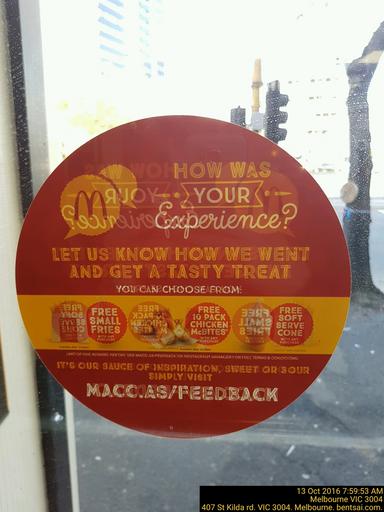 HOW WAS
YOUR
Experience?
LET US KNOW HOW WE WENT
AND GET A TASTY TREAT
YOU CAN CHOOSE FROM:
FREE SMALL FRIES
FREE 10 PACK CHICKEN McBITES
FREE SOFT SERVE CONE
IT'S OUR SAUCE OF INSPIRATION, SWEET OR SOUR
SIMPLY VISIT
MACC.AS/FEEDBACK
13 Oct 2016 7:59:53 AM
Melbourne VIC 3004
407 St Kilda rd. VIC 3004. Melbourne. bentsai.com.